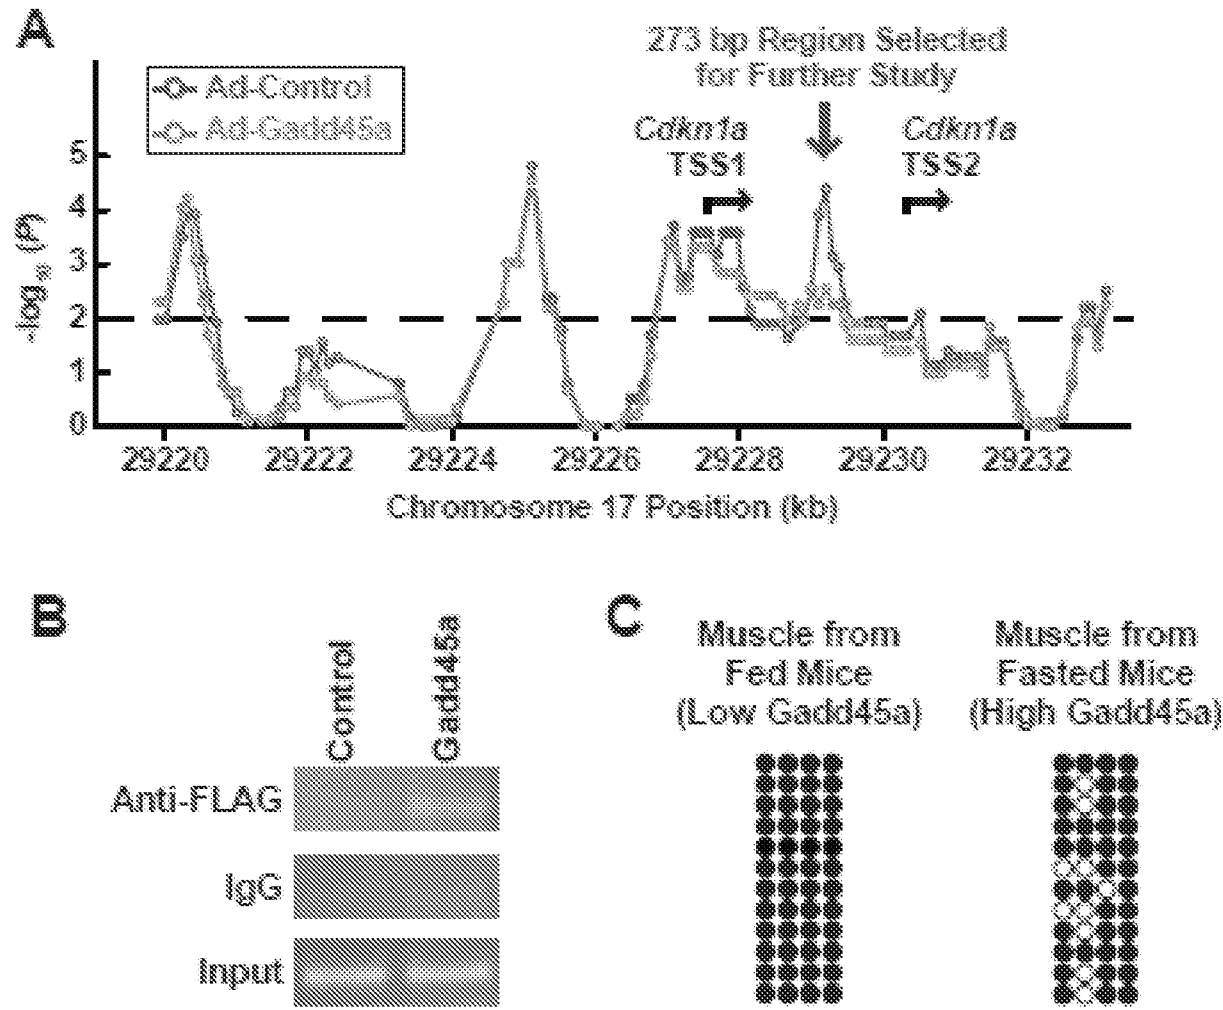 A
273 bp Region Selected
for Further Study
Ad-Control
Ad-Gadd45a
Cdkn1a
TSS1
Cdkn1a
TSS2
5
4
3
2
1
0
-log10 (P)
29220 29222 29224 29226 29228 29230 29232
Chromosome 17 Position (kb)
B
Control
Gadd45a
Anti-FLAG
IgG
Input
C
Muscle from
Fed Mice
(Low Gadd45a)
Muscle from
Fasted Mice
(High Gadd45a)